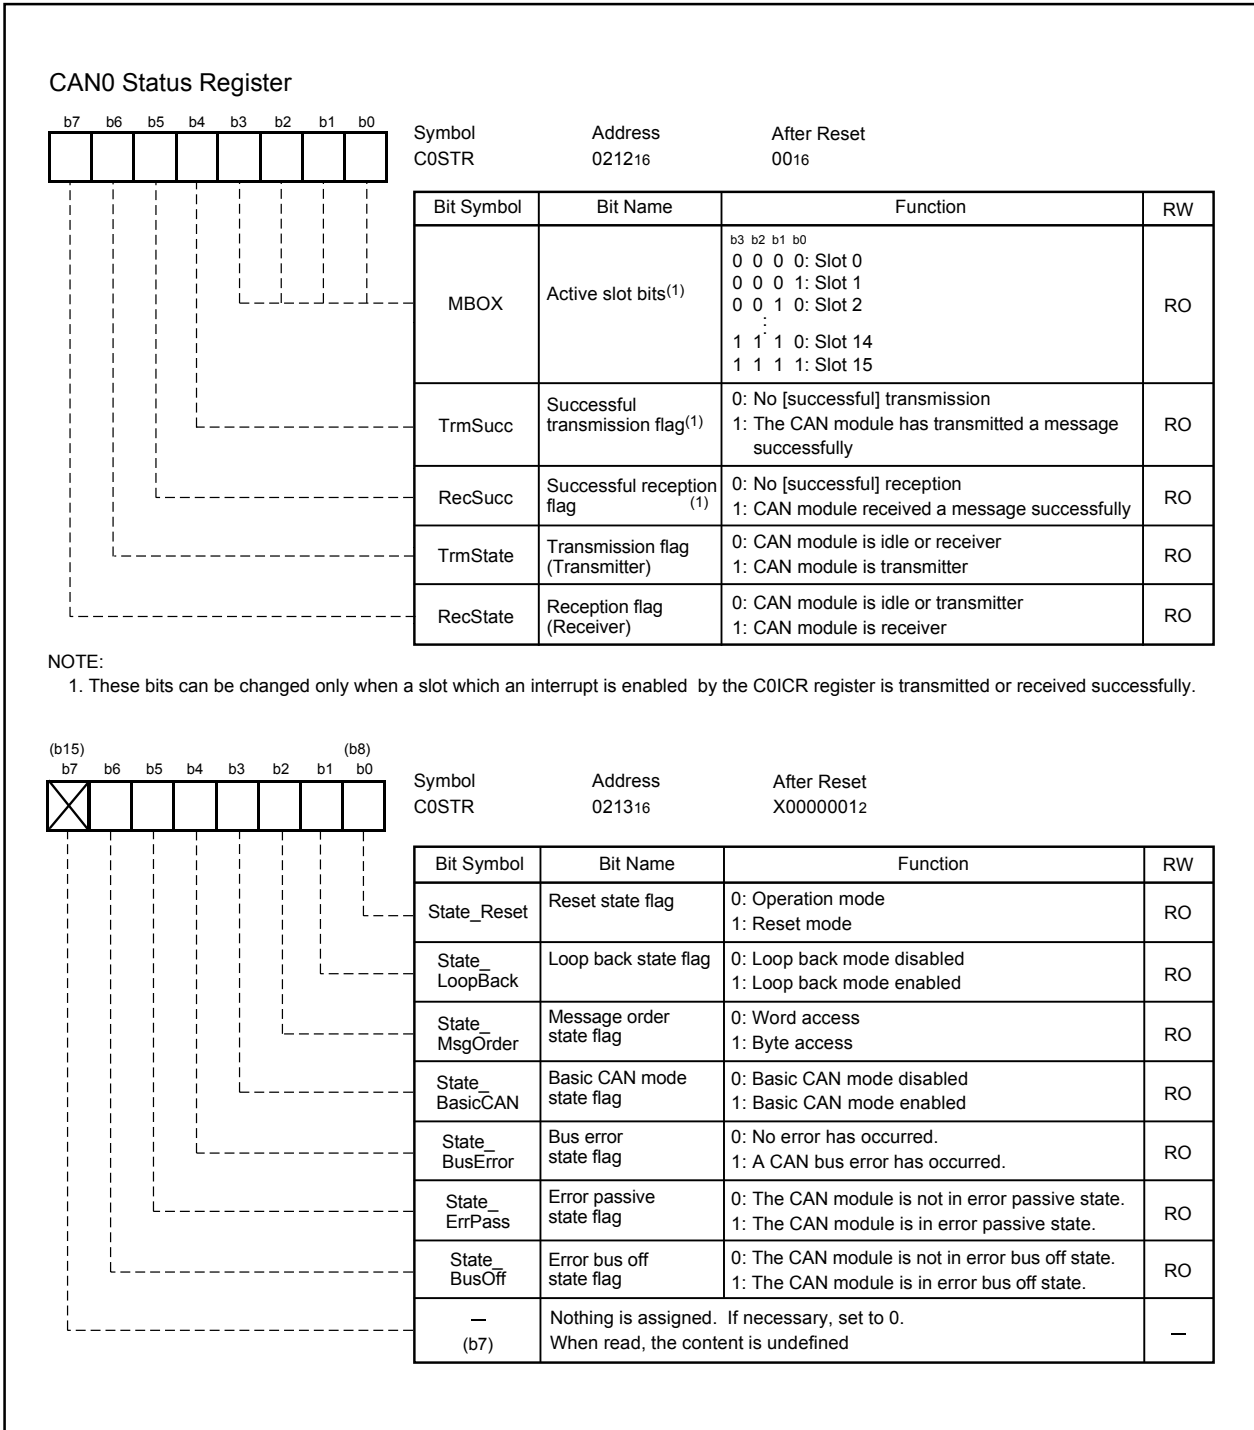 CAN0 Status Register
b7 b6 b5 b4 b3 b2 b1 b0
Symbol Address After Reset
C0STR 021216 0016
Bit Symbol Bit Name Function RW
MBOX Active slot bits(1) RO
b3 b2 b1 b0
0 0 0 0: Slot 0
0 0 0 1: Slot 1
0 0 1 0: Slot 2
:
1 1 1 0: Slot 14
1 1 1 1: Slot 15
TrmSucc
Successful
transmission flag(1)
0: No [successful] transmission
1: The CAN module has transmitted a message
successfully
RO
RecSucc
Successful reception
flag (1)
0: No [successful] reception
1: CAN module received a message successfully
RO
TrmState
Transmission flag
(Transmitter)
0: CAN module is idle or receiver
1: CAN module is transmitter
RO
RecState
Reception flag
(Receiver)
0: CAN module is idle or transmitter
1: CAN module is receiver
RO
NOTE:
1. These bits can be changed only when a slot which an interrupt is enabled by the C0ICR register is transmitted or received successfully.
(b15) (b8)
b7 b6 b5 b4 b3 b2 b1 b0
Symbol Address After Reset
C0STR 021316 X00000012
Bit Symbol Bit Name Function RW
State_Reset
Reset state flag
0: Operation mode
1: Reset mode
RO
State_
LoopBack
Loop back state flag
0: Loop back mode disabled
1: Loop back mode enabled
RO
State_
MsgOrder
Message order
state flag
0: Word access
1: Byte access
RO
State_
BasicCAN
Basic CAN mode
state flag
0: Basic CAN mode disabled
1: Basic CAN mode enabled
RO
State_
BusError
Bus error
state flag
0: No error has occurred.
1: A CAN bus error has occurred.
RO
State_
ErrPass
Error passive
state flag
0: The CAN module is not in error passive state.
1: The CAN module is in error passive state.
RO
State_
BusOff
Error bus off
state flag
0: The CAN module is not in error bus off state.
1: The CAN module is in error bus off state.
RO
—
(b7)
Nothing is assigned. If necessary, set to 0.
When read, the content is undefined
—